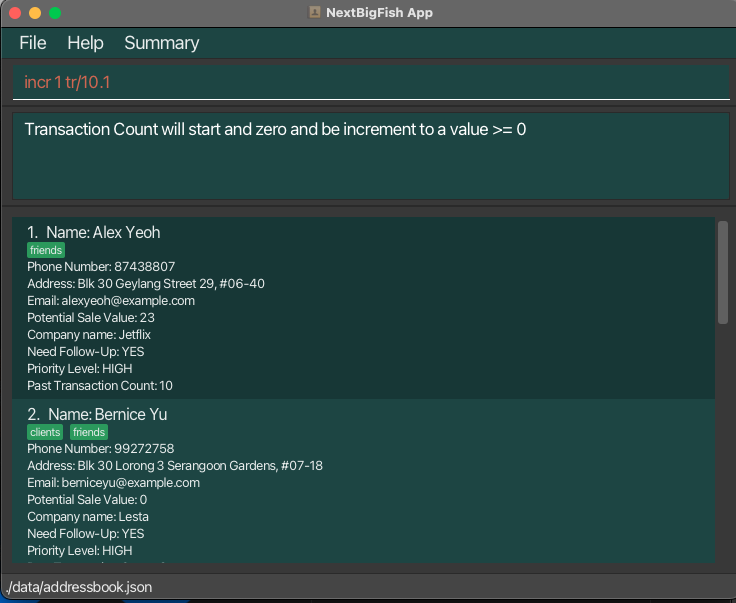 NextBigFish App
File Help Summary
incr 1 tr/10.1
Transaction Count will start and zero and be increment to a value >= 0
1. Name: Alex Yeoh
friends
Phone Number: 87438807
Address: Blk 30 Geylang Street 29, #06-40
Email: alexyeoh@example.com
Potential Sale Value: 23
Company name: Jetflix
Need Follow-Up: YES
Priority Level: HIGH
Past Transaction Count: 10
2. Name: Bernice Yu
clients friends
Phone Number: 99272758
Address: Blk 30 Lorong 3 Serangoon Gardens, #07-18
Email: berniceyu@example.com
Potential Sale Value: 0
Company name: Lesta
Need Follow-Up: YES
Priority Level: HIGH
./data/addressbook.json